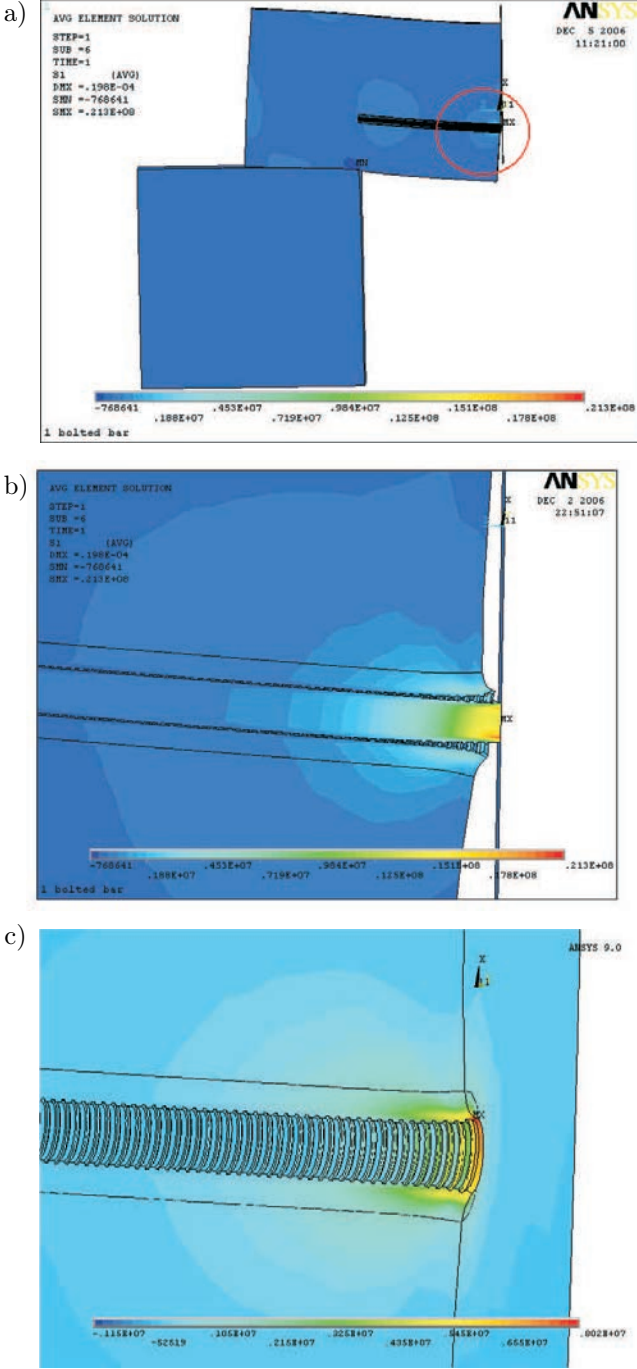 a)
AVG ELEMENT SOLUTION
STEP=1
SUB =6
TIME=1
S1 (AVG)
DMX =.198E-04
SMN =-768641
SMX =.213E+08
ANSYS
DEC 5 2006
11:21:00
X
MX
MN
-768641 .188E+07 .453E+07 .719E+07 .984E+07 .125E+08 .151E+08 .178E+08 .213E+08
1 bolted bar
b)
AVG ELEMENT SOLUTION
STEP=1
SUB =6
TIME=1
S1 (AVG)
DMX =.198E-04
SMN =-768641
SMX =.213E+08
ANSYS
DEC 2 2006
22:51:07
X
MX
-768641 .188E+07 .453E+07 .719E+07 .984E+07 .125E+08 .151E+08 .178E+08 .213E+08
1 bolted bar
c)
ANSYS 9.0
X
MX
-.115E+07 -52519 .105E+07 .215E+07 .325E+07 .435E+07 .545E+07 .655E+07 .802E+07